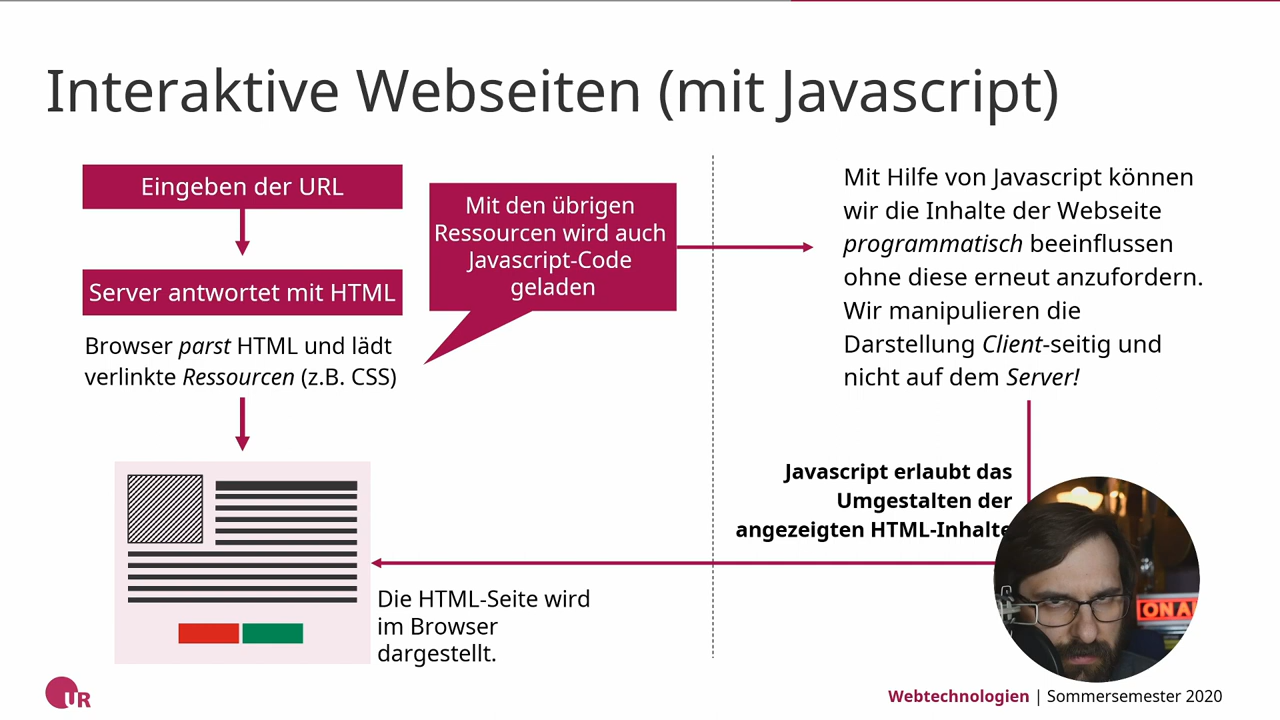 Interaktive Webseiten (mit Javascript)
Eingeben der URL
Server antwortet mit HTML
Browser parst HTML und lädt
verlinkte Ressourcen (z.B. CSS)
Mit den übrigen
Ressourcen wird auch
Javascript-Code
geladen
Mit Hilfe von Javascript können
wir die Inhalte der Webseite
programmatisch beeinflussen
ohne diese erneut anzufordern.
Wir manipulieren die
Darstellung Client-seitig und
nicht auf dem Server!
Javascript erlaubt das
Umgestalten der
angezeigten HTML-Inhalte
Die HTML-Seite wird
im Browser
dargestellt.
ON A
UR
Webtechnologien | Sommersemester 2020